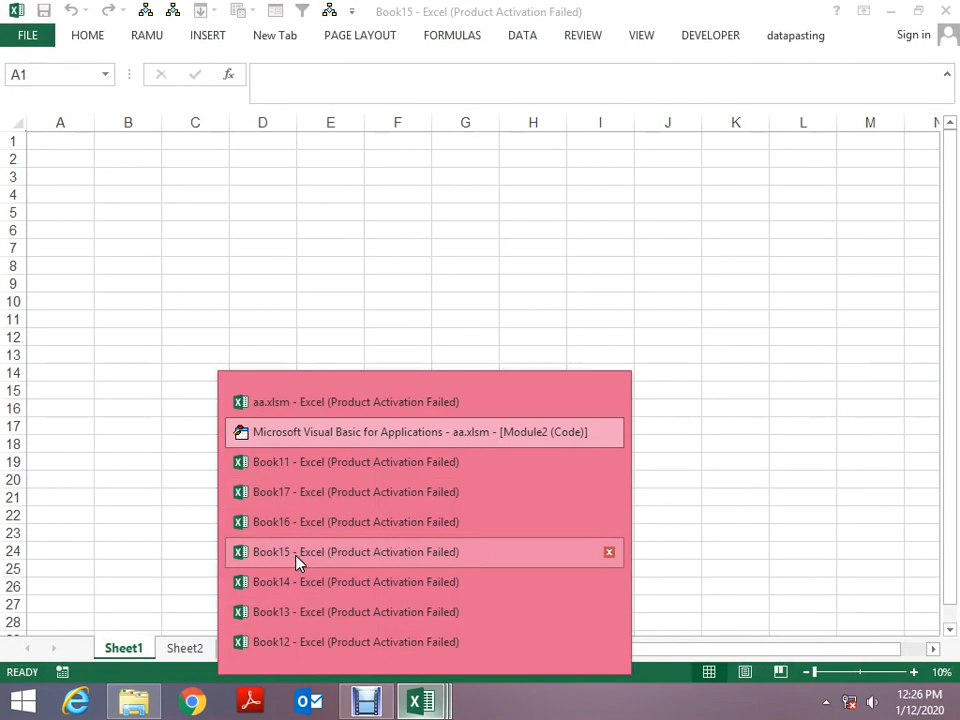 Book15 - Excel (Product Activation Failed)
FILE HOME RAMU INSERT New Tab PAGE LAYOUT FORMULAS DATA REVIEW VIEW DEVELOPER datapasting Sign in
A1
A B C D E F G H I J K L M N
1
2
3
4
5
6
7
8
9
10
11
12
13
14
15
16
17
18
19
20
21
22
23
24
25
26
27
28
aa.xlsm - Excel (Product Activation Failed)
Microsoft Visual Basic for Applications - aa.xlsm - [Module2 (Code)]
Book11 - Excel (Product Activation Failed)
Book17 - Excel (Product Activation Failed)
Book16 - Excel (Product Activation Failed)
Book15 - Excel (Product Activation Failed)
Book14 - Excel (Product Activation Failed)
Book13 - Excel (Product Activation Failed)
Book12 - Excel (Product Activation Failed)
Sheet1 Sheet2
READY 10%
12:26 PM
1/12/2020